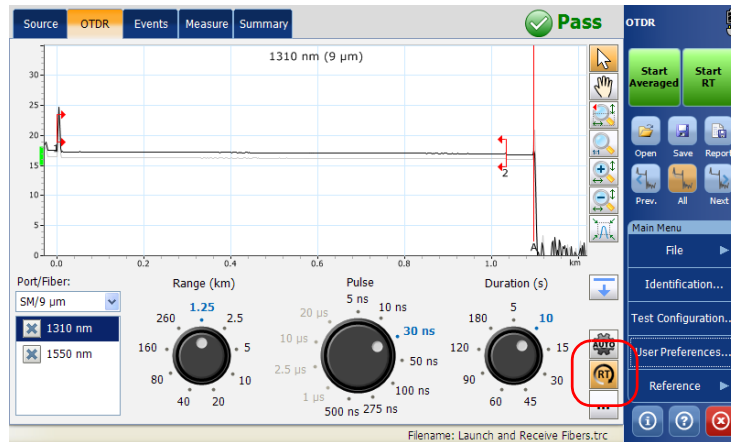 Source OTDR Events Measure Summary Pass
1310 nm (9 µm)
30
25
20
15
10
5
0
2
A
0.0 0.2 0.4 0.6 0.8 1.0 km
1:1
Port/Fiber:
SM/9 µm
1310 nm
1550 nm
Range (km)
1.25
260 2.5
160 5
80 10
40 20
Pulse
5 ns
20 µs 10 ns
10 µs 30 ns
2.5 µs 50 ns
1 µs 100 ns
500 ns 275 ns
Duration (s)
5
180 10
120 15
90 30
60 45
AUTO
RT
...
Filename: Launch and Receive Fibers.trc
OTDR
Start Averaged
Start RT
Open Save Report
Prev. All Next
Main Menu
File
Identification...
Test Configuration..
User Preferences...
Reference